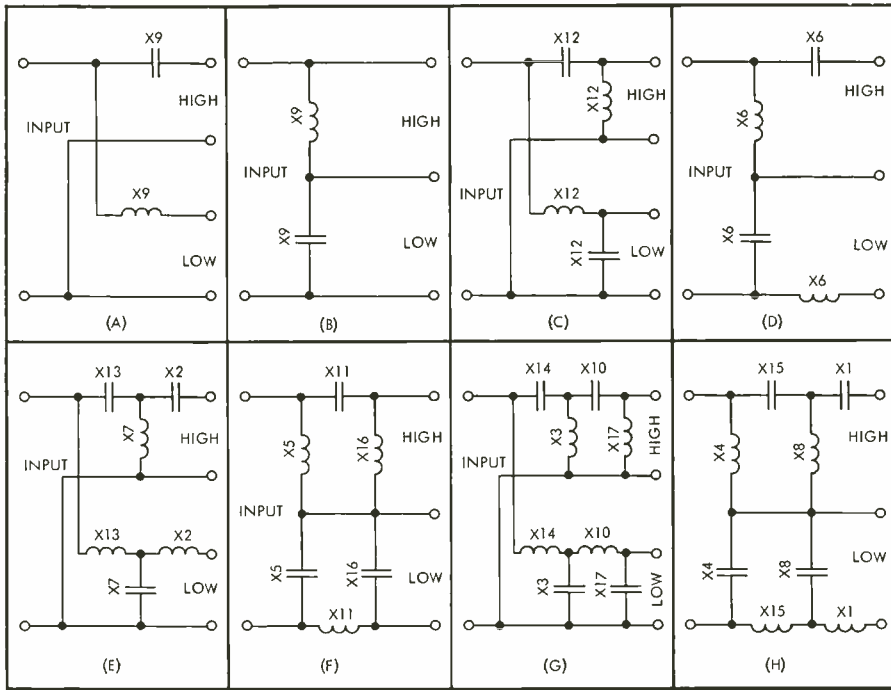 X9
HIGH
INPUT
X9
LOW
(A)
X9
HIGH
INPUT
X9
LOW
(B)
X12
X12
HIGH
INPUT
X12
X12
LOW
(C)
X6
HIGH
X6
INPUT
X6
LOW
X6
(D)
X13
X2
X7
HIGH
INPUT
X13
X2
X7
LOW
(E)
X11
HIGH
X5
X16
INPUT
X5
X16
LOW
X11
(F)
X14
X10
X3
X17
HIGH
INPUT
X14
X10
X3
X17
LOW
(G)
X15
X1
HIGH
X4
X8
INPUT
LOW
X4
X8
X15
X1
(H)